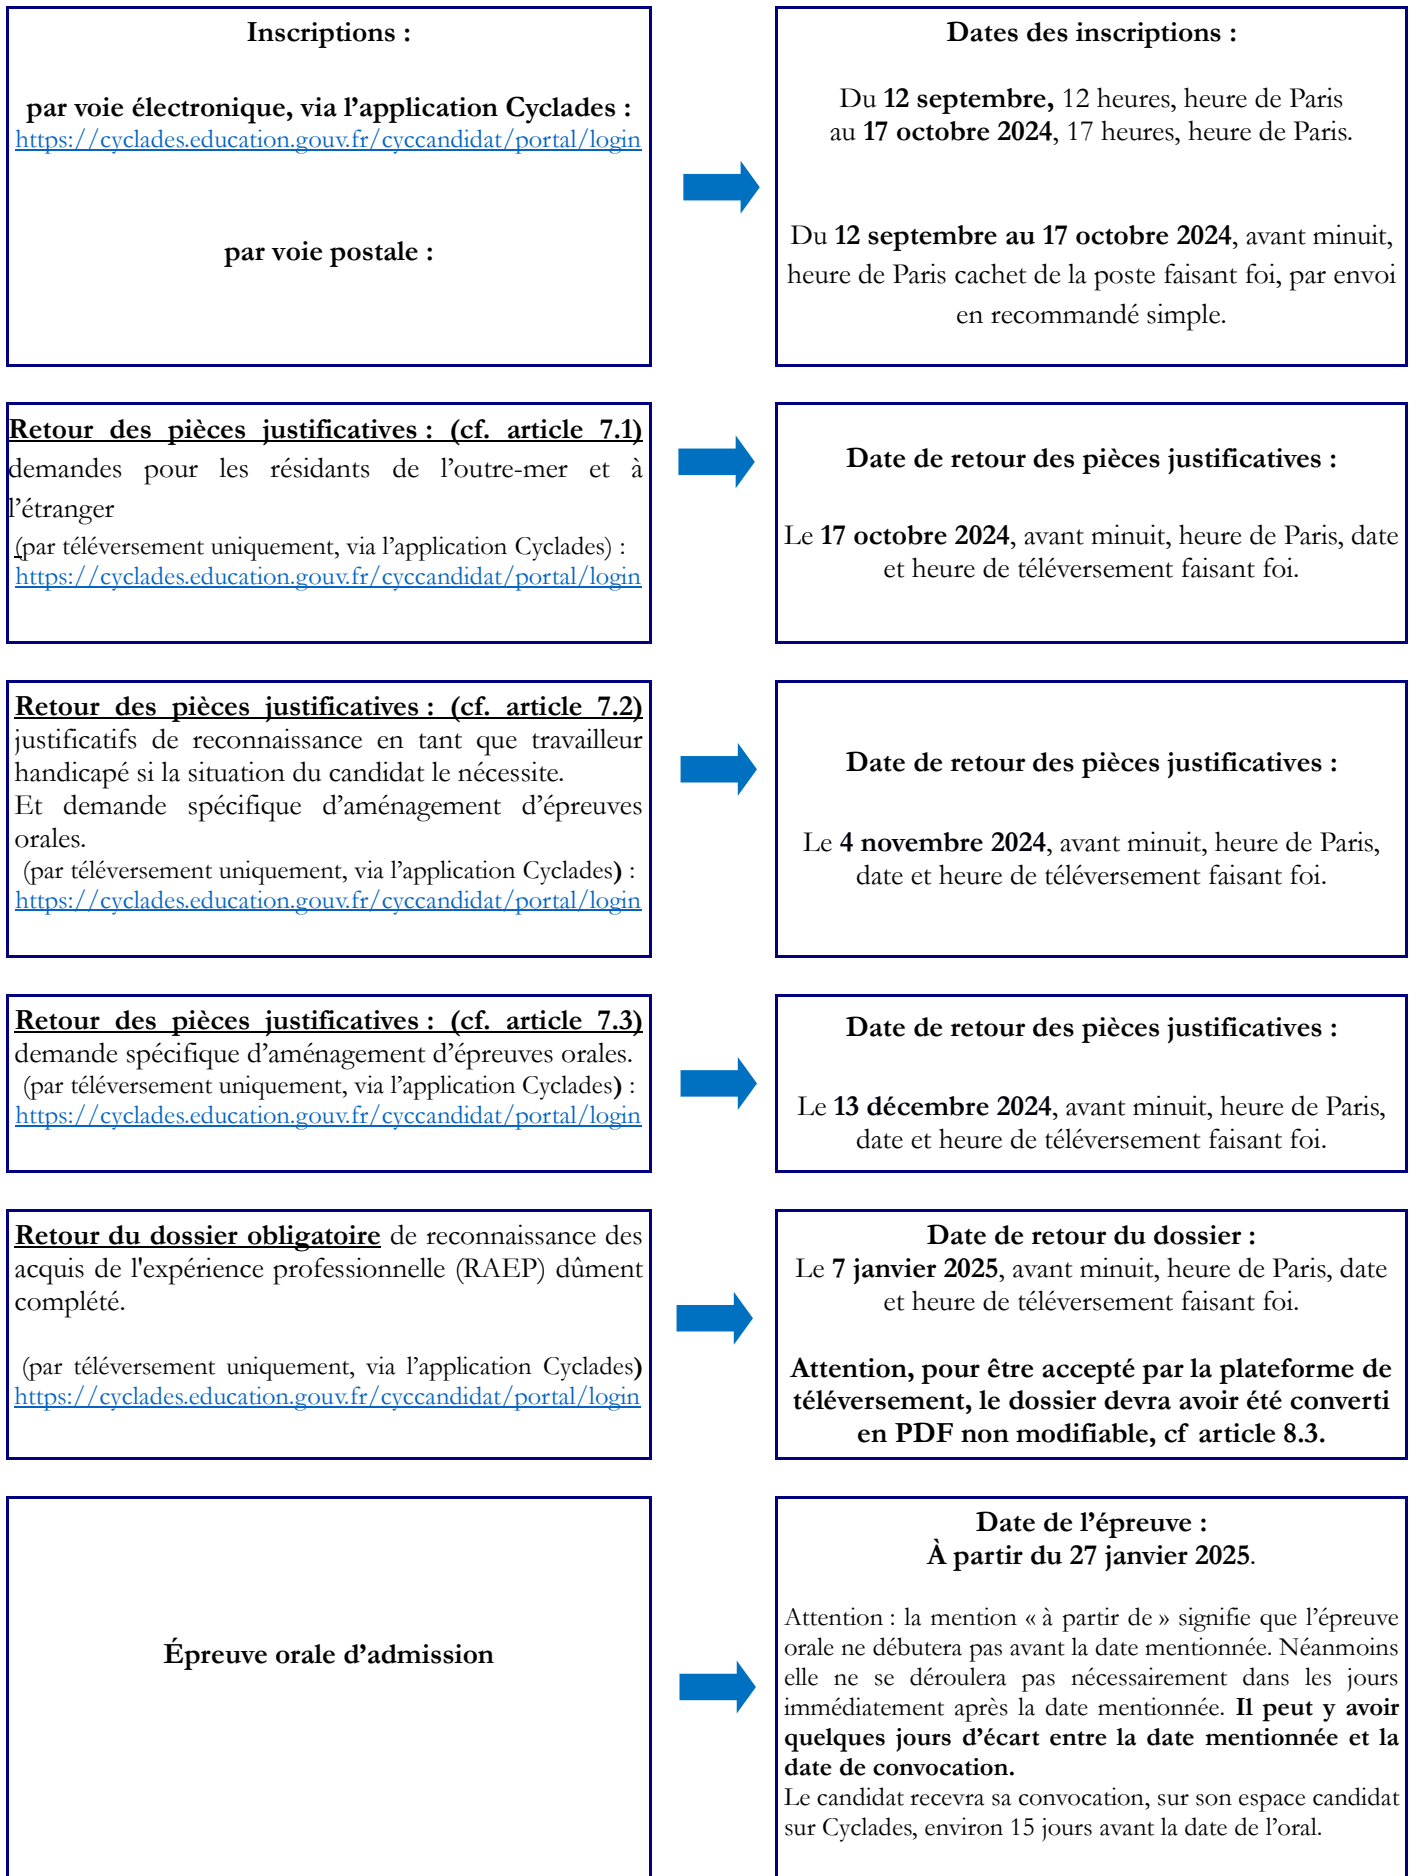 Inscriptions :
par voie électronique, via l'application Cyclades :
https://cyclades.education.gouv.fr/cyccandidat/portal/login
par voie postale :
Dates des inscriptions :
Du 12 septembre, 12 heures, heure de Paris
au 17 octobre 2024, 17 heures, heure de Paris.
Du 12 septembre au 17 octobre 2024, avant minuit,
heure de Paris cachet de la poste faisant foi, par envoi
en recommandé simple.
Retour des pièces justificatives : (cf. article 7.1)
demandes pour les résidants de l'outre-mer et à
l'étranger
(par téléversement uniquement, via l'application Cyclades) :
https://cyclades.education.gouv.fr/cyccandidat/portal/login
Date de retour des pièces justificatives :
Le 17 octobre 2024, avant minuit, heure de Paris, date
et heure de téléversement faisant foi.
Retour des pièces justificatives : (cf. article 7.2)
justificatifs de reconnaissance en tant que travailleur
handicapé si la situation du candidat le nécessite.
Et demande spécifique d'aménagement d'épreuves
orales.
(par téléversement uniquement, via l'application Cyclades) :
https://cyclades.education.gouv.fr/cyccandidat/portal/login
Date de retour des pièces justificatives :
Le 4 novembre 2024, avant minuit, heure de Paris,
date et heure de téléversement faisant foi.
Retour des pièces justificatives : (cf. article 7.3)
demande spécifique d'aménagement d'épreuves orales.
(par téléversement uniquement, via l'application Cyclades) :
https://cyclades.education.gouv.fr/cyccandidat/portal/login
Date de retour des pièces justificatives :
Le 13 décembre 2024, avant minuit, heure de Paris,
date et heure de téléversement faisant foi.
Retour du dossier obligatoire de reconnaissance des
acquis de l'expérience professionnelle (RAEP) dûment
complété.
(par téléversement uniquement, via l'application Cyclades)
https://cyclades.education.gouv.fr/cyccandidat/portal/login
Date de retour du dossier :
Le 7 janvier 2025, avant minuit, heure de Paris, date
et heure de téléversement faisant foi.
Attention, pour être accepté par la plateforme de
téléversement, le dossier devra avoir été converti
en PDF non modifiable, cf article 8.3.
Épreuve orale d'admission
Date de l'épreuve :
À partir du 27 janvier 2025.
Attention : la mention « à partir de » signifie que l'épreuve
orale ne débutera pas avant la date mentionnée. Néanmoins
elle ne se déroulera pas nécessairement dans les jours
immédiatement après la date mentionnée. Il peut y avoir
quelques jours d'écart entre la date mentionnée et la
date de convocation.
Le candidat recevra sa convocation, sur son espace candidat
sur Cyclades, environ 15 jours avant la date de l'oral.